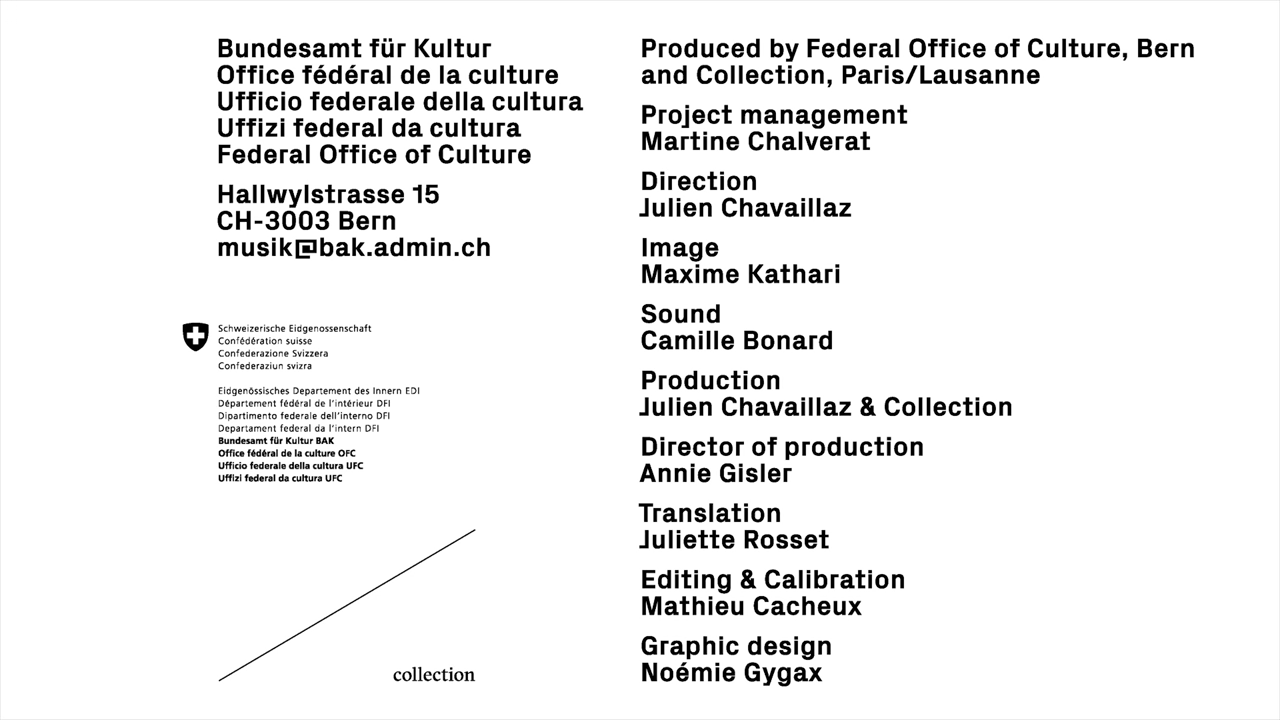 Bundesamt für Kultur
Office fédéral de la culture
Ufficio federale della cultura
Uffizi federal da cultura
Federal Office of Culture
Hallwylstrasse 15
CH-3003 Bern
musik@bak.admin.ch
Schweizerische Eidgenossenschaft
Confédération suisse
Confederazione Svizzera
Confederaziun svizra
Eidgenössisches Departement des Innern EDI
Département fédéral de l'intérieur DFI
Dipartimento federale dell'interno DFI
Departament federal da l'intern DFI
Bundesamt für Kultur BAK
Office fédéral de la culture OFC
Ufficio federale della cultura UFC
Uffizi federal da cultura UFC
collection
Produced by Federal Office of Culture, Bern
and Collection, Paris/Lausanne
Project management
Martine Chalverat
Direction
Julien Chavaillaz
Image
Maxime Kathari
Sound
Camille Bonard
Production
Julien Chavaillaz & Collection
Director of production
Annie Gisler
Translation
Juliette Rosset
Editing & Calibration
Mathieu Cacheux
Graphic design
Noémie Gygax